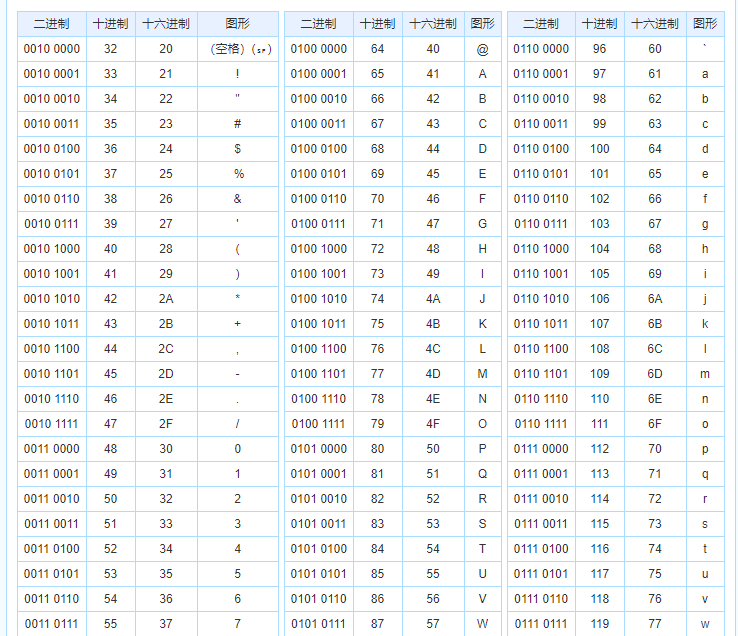 二进制 十进制 十六进制 图形 二进制 十进制 十六进制 图形 二进制 十进制 十六进制 图形
0010 0000 32 20 (空格) (␠) 0100 0000 64 40 @ 0110 0000 96 60 `
0010 0001 33 21 ! 0100 0001 65 41 A 0110 0001 97 61 a
0010 0010 34 22 " 0100 0010 66 42 B 0110 0010 98 62 b
0010 0011 35 23 # 0100 0011 67 43 C 0110 0011 99 63 c
0010 0100 36 24 $ 0100 0100 68 44 D 0110 0100 100 64 d
0010 0101 37 25 % 0100 0101 69 45 E 0110 0101 101 65 e
0010 0110 38 26 & 0100 0110 70 46 F 0110 0110 102 66 f
0010 0111 39 27 ' 0100 0111 71 47 G 0110 0111 103 67 g
0010 1000 40 28 ( 0100 1000 72 48 H 0110 1000 104 68 h
0010 1001 41 29 ) 0100 1001 73 49 I 0110 1001 105 69 i
0010 1010 42 2A * 0100 1010 74 4A J 0110 1010 106 6A j
0010 1011 43 2B + 0100 1011 75 4B K 0110 1011 107 6B k
0010 1100 44 2C , 0100 1100 76 4C L 0110 1100 108 6C l
0010 1101 45 2D - 0100 1101 77 4D M 0110 1101 109 6D m
0010 1110 46 2E . 0100 1110 78 4E N 0110 1110 110 6E n
0010 1111 47 2F / 0100 1111 79 4F O 0110 1111 111 6F o
0011 0000 48 30 0 0101 0000 80 50 P 0111 0000 112 70 p
0011 0001 49 31 1 0101 0001 81 51 Q 0111 0001 113 71 q
0011 0010 50 32 2 0101 0010 82 52 R 0111 0010 114 72 r
0011 0011 51 33 3 0101 0011 83 53 S 0111 0011 115 73 s
0011 0100 52 34 4 0101 0100 84 54 T 0111 0100 116 74 t
0011 0101 53 35 5 0101 0101 85 55 U 0111 0101 117 75 u
0011 0110 54 36 6 0101 0110 86 56 V 0111 0110 118 76 v
0011 0111 55 37 7 0101 0111 87 57 W 0111 0111 119 77 w